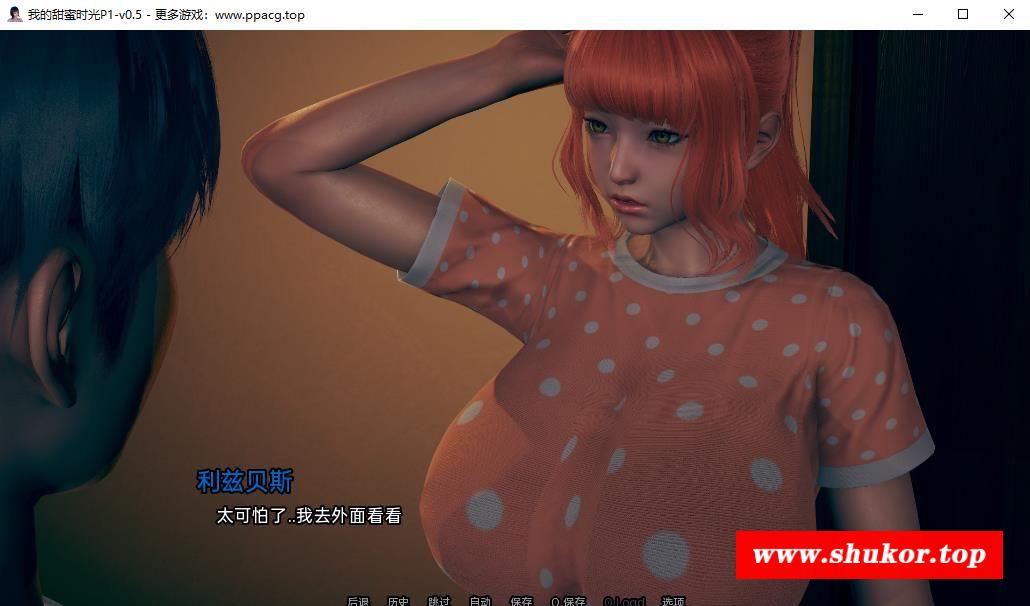 我的甜蜜时光P1-v0.5 - 更多游戏：www.ppacg.top
利兹贝斯
太可怕了..我去外面看看
www.shukor.top
后退 历史 跳过 自动 保存 Q.保存 Q.Load 选项